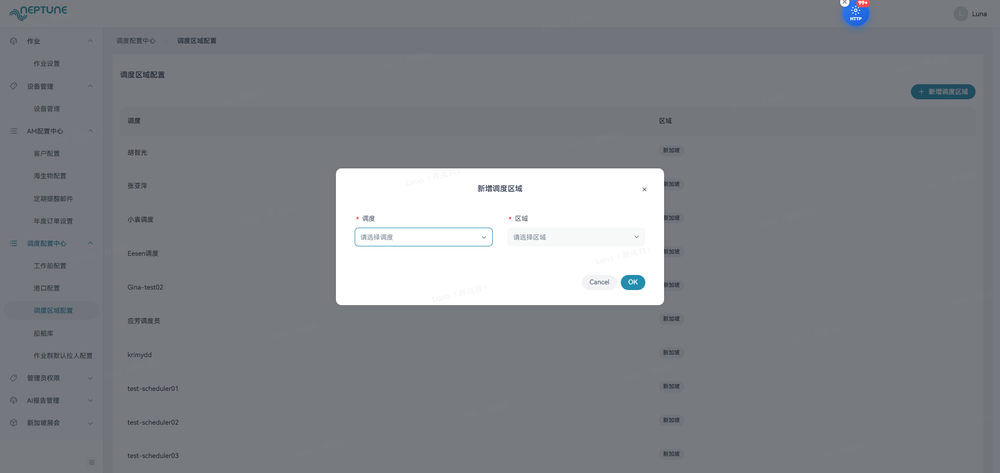 NEPTUNE
99+
HTTP
L
Luna
作业
作业设置
设备管理
设备管理
AM配置中心
客户配置
海生物配置
定期提醒邮件
年度订单设置
调度配置中心
工作船配置
港口配置
调度区域配置
船舶库
作业群默认拉人配置
管理员权限
AI报告管理
新加坡展会
调度配置中心 / 调度区域配置
调度区域配置
新增调度区域
调度 区域
胡智光 新加坡
张亚萍 新加坡
小袁调度 新加坡
Eesen调度 新加坡
Gina-test02 新加坡
应芳调度员 新加坡
krimydd 新加坡
test-scheduler01 新加坡
test-scheduler02 新加坡
test-scheduler03 新加坡
新增调度区域
* 调度 * 区域
请选择调度 请选择区域
Cancel OK